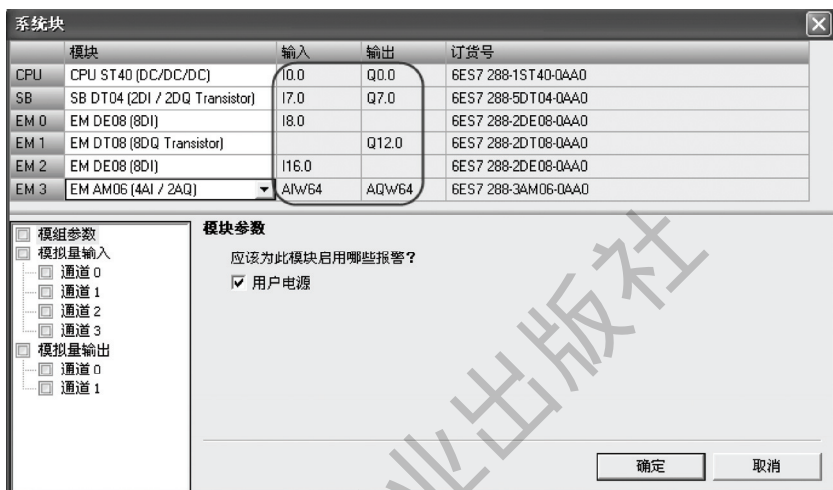 系统块
模块 输入 输出 订货号
CPU CPU ST40 (DC/DC/DC) I0.0 Q0.0 6ES7 288-1ST40-0AA0
SB SB DT04 (2DI / 2DQ Transistor) I7.0 Q7.0 6ES7 288-5DT04-0AA0
EM 0 EM DE08 (8DI) I8.0 6ES7 288-2DE08-0AA0
EM 1 EM DT08 (8DQ Transistor) Q12.0 6ES7 288-2DT08-0AA0
EM 2 EM DE08 (8DI) I16.0 6ES7 288-2DE08-0AA0
EM 3 EM AM06 (4AI / 2AQ) AIW64 AQW64 6ES7 288-3AM06-0AA0
模组参数
模拟量输入
通道 0
通道 1
通道 2
通道 3
模拟量输出
通道 0
通道 1
模块参数
应该为此模块启用哪些报警?
用户电源
确定 取消
业出版社